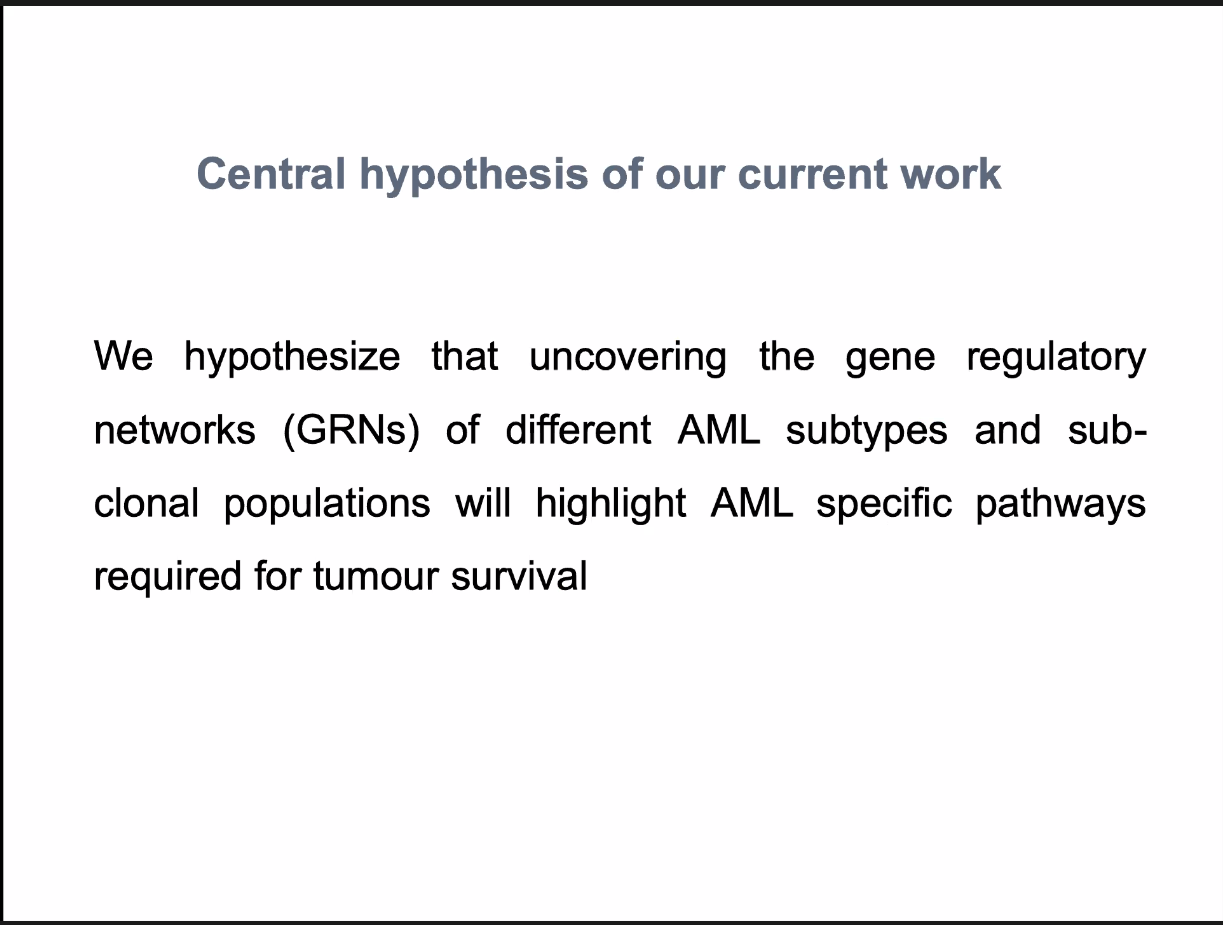 Central hypothesis of our current work
We hypothesize that uncovering the gene regulatory
networks (GRNs) of different AML subtypes and sub-
clonal populations will highlight AML specific pathways
required for tumour survival